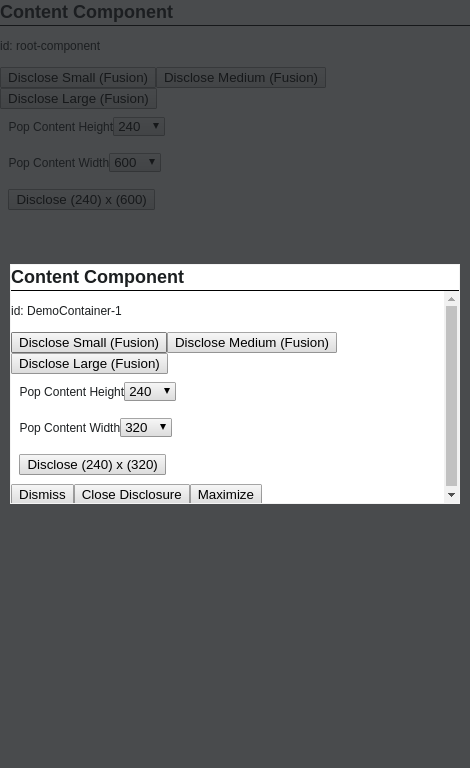 Content Component
id: root-component
Disclose Small (Fusion) Disclose Medium (Fusion)
Disclose Large (Fusion)
Pop Content Height 240
Pop Content Width 600
Disclose (240) x (600)
Content Component
id: DemoContainer-1
Disclose Small (Fusion) Disclose Medium (Fusion)
Disclose Large (Fusion)
Pop Content Height 240
Pop Content Width 320
Disclose (240) x (320)
Dismiss Close Disclosure Maximize